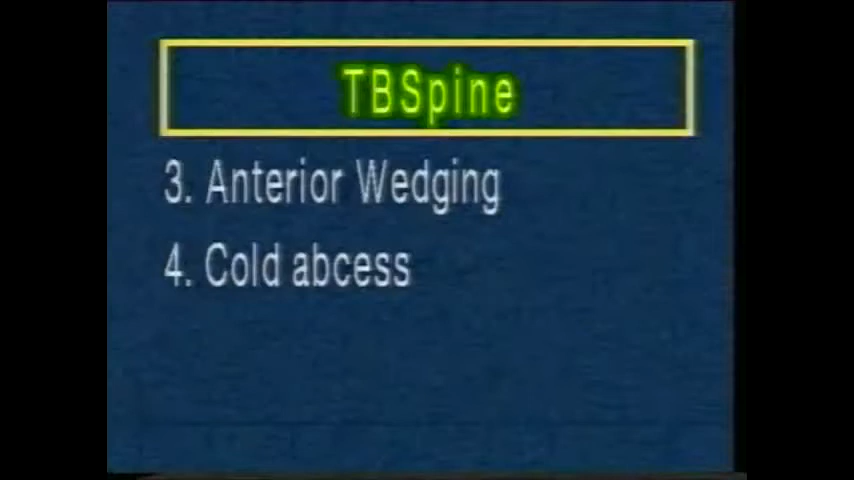 TBSpine
3. Anterior Wedging
4. Cold abcess